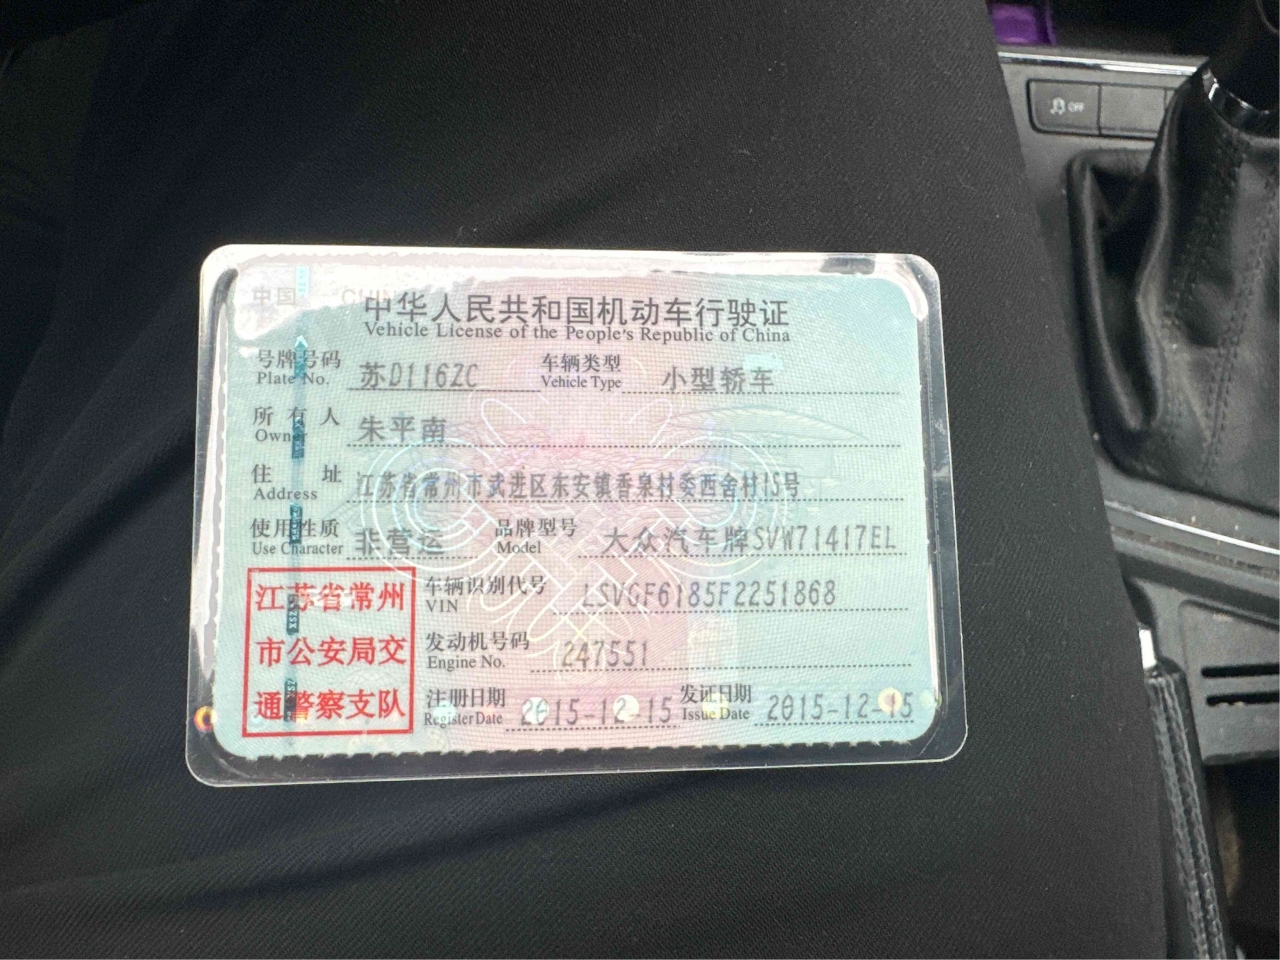 OFF
中国 CHIN
中华人民共和国机动车行驶证
Vehicle License of the People's Republic of China
号牌号码 苏D116ZC 车辆类型 小型轿车
Plate No. Vehicle Type
所有人 朱平南
Owner
住址 江苏省常州市武进区东安镇香泉村委西舍村15号
Address
使用性质 非营运 品牌型号 大众汽车牌SVW71417EL
Use Character Model
江苏省常州 车辆识别代号 LSVGF6185F2251868
VIN
市公安局交 发动机号码 247551
Engine No.
通警察支队 注册日期 2015-12-15 发证日期 2015-12-15
Register Date Issue Date